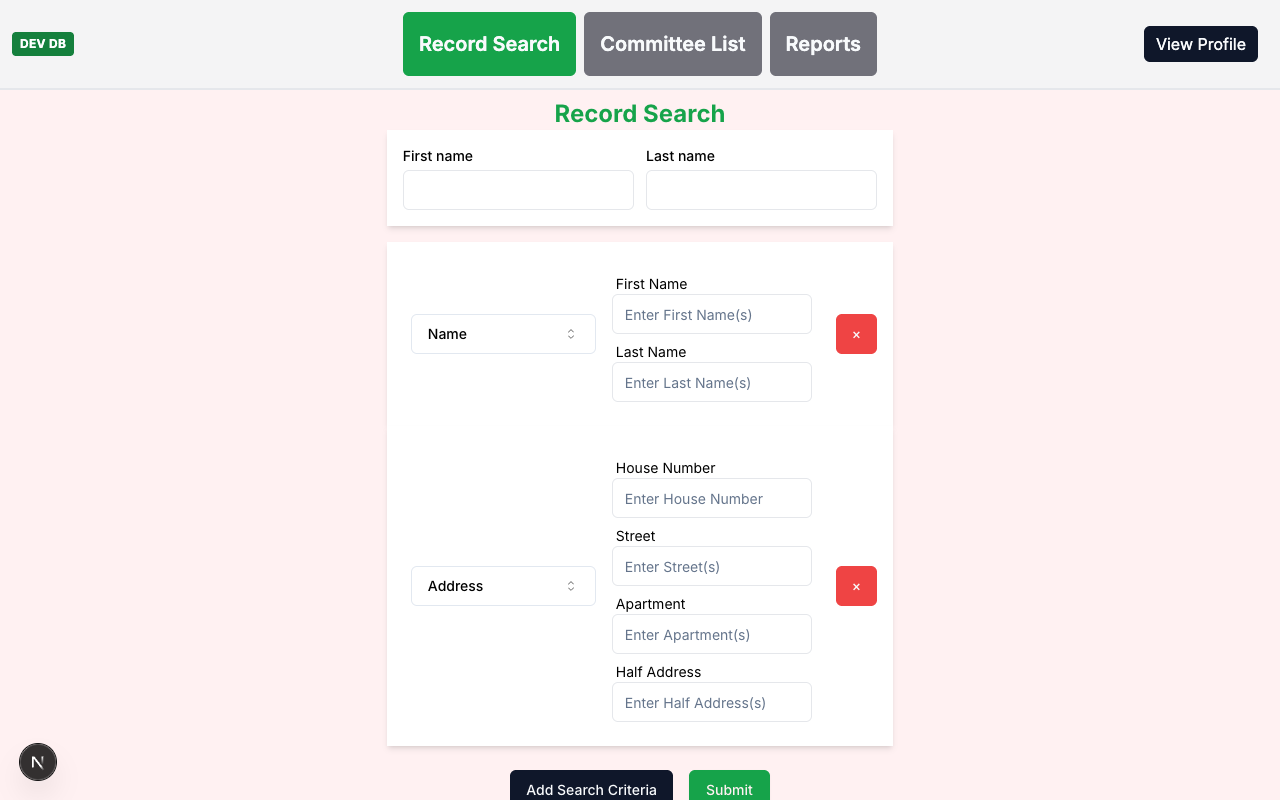 DEV DB
Record Search
Committee List
Reports
View Profile
Record Search
First name
Last name
Name
First Name
Enter First Name(s)
Last Name
Enter Last Name(s)
×
Address
House Number
Enter House Number
Street
Enter Street(s)
Apartment
Enter Apartment(s)
Half Address
Enter Half Address(s)
×
N
Add Search Criteria
Submit